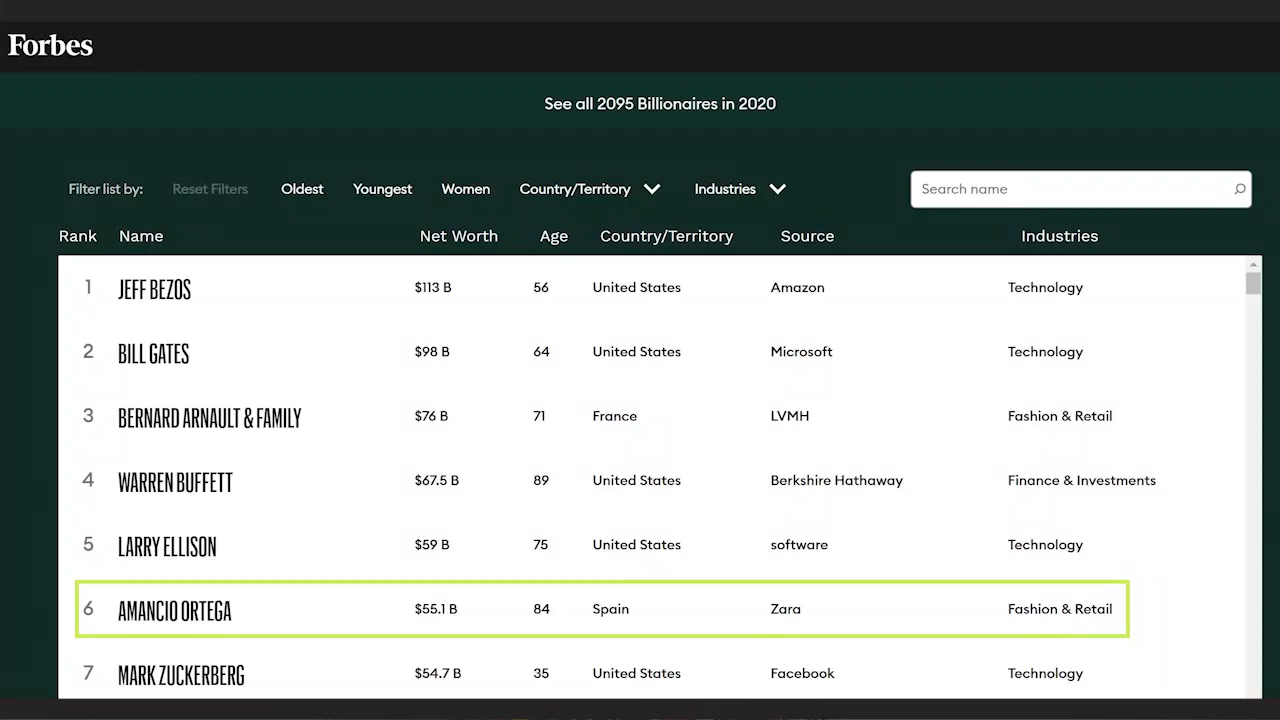 Forbes
See all 2095 Billionaires in 2020
Filter list by: Reset Filters Oldest Youngest Women Country/Territory Industries Search name
Rank Name Net Worth Age Country/Territory Source Industries
1 JEFF BEZOS $113 B 56 United States Amazon Technology
2 BILL GATES $98 B 64 United States Microsoft Technology
3 BERNARD ARNAULT & FAMILY $76 B 71 France LVMH Fashion & Retail
4 WARREN BUFFETT $67.5 B 89 United States Berkshire Hathaway Finance & Investments
5 LARRY ELLISON $59 B 75 United States software Technology
6 AMANCIO ORTEGA $55.1 B 84 Spain Zara Fashion & Retail
7 MARK ZUCKERBERG $54.7 B 35 United States Facebook Technology